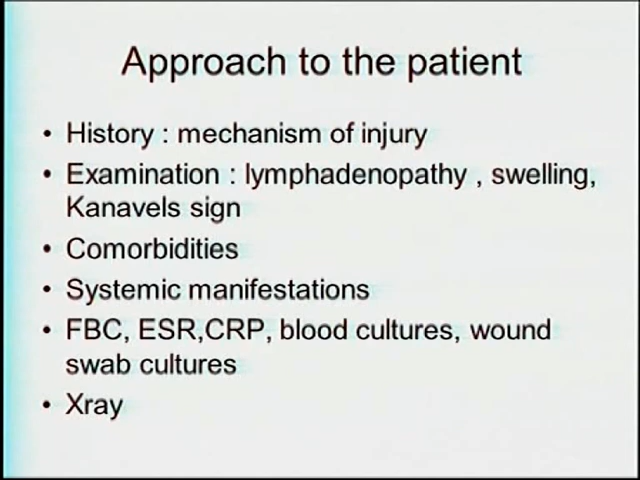 Approach to the patient
• History : mechanism of injury
• Examination : lymphadenopathy , swelling,
Kanavels sign
• Comorbidities
• Systemic manifestations
• FBC, ESR,CRP, blood cultures, wound
swab cultures
• Xray